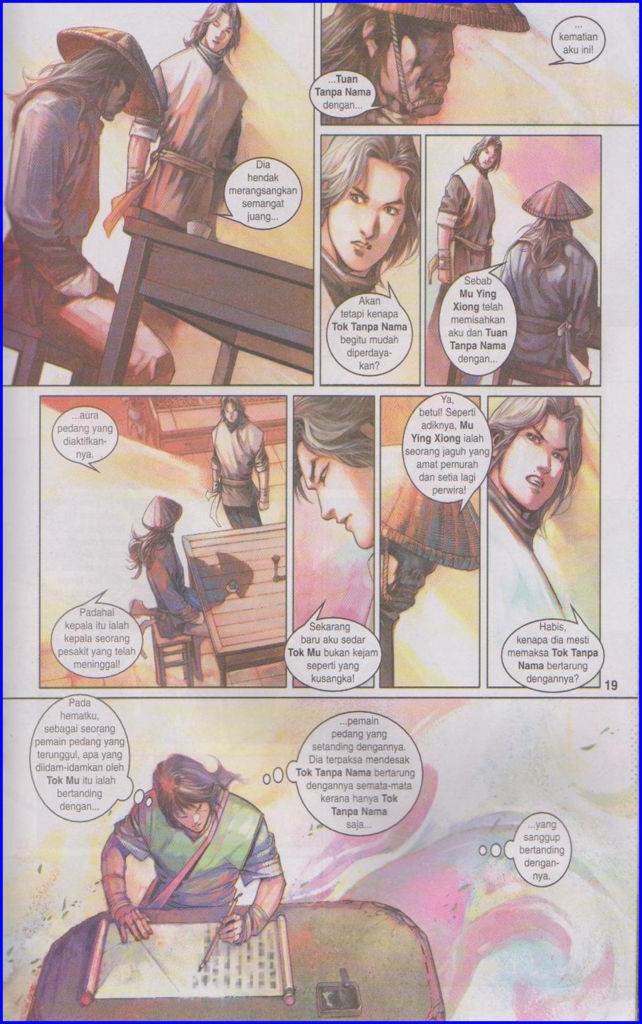 Dia
hendak
merangsangkan
semangat
juang...
...Tuan
Tanpa Nama
dengan...
...
kematian
aku ini!
Akan
tetapi kenapa
Tok Tanpa Nama
begitu mudah
diperdaya-
kan?
Sebab
Mu Ying
Xiong telah
memisahkan
aku dan Tuan
Tanpa Nama
dengan...
...aura
pedang yang
diaktifkan-
nya.
Padahal
kepala itu ialah
kepala seorang
pesakit yang telah
meninggal!
Sekarang
baru aku sedar
Tok Mu bukan kejam
seperti yang
kusangka!
Ya,
betul! Seperti
adiknya, Mu
Ying Xiong ialah
seorang jaguh yang
amat pemurah
dan setia lagi
perwira!
Habis,
kenapa dia mesti
memaksa Tok Tanpa
Nama bertarung
dengannya?
19
Pada
hematku,
sebagai seorang
pemain pedang yang
terunggul, apa yang
diidam-idamkan oleh
Tok Mu itu ialah
bertanding
dengan...
...pemain
pedang yang
setanding dengannya.
Dia terpaksa mendesak
Tok Tanpa Nama bertarung
dengannya semata-mata
kerana hanya Tok
Tanpa Nama
saja...
...yang
sanggup
bertanding
dengan-
nya.